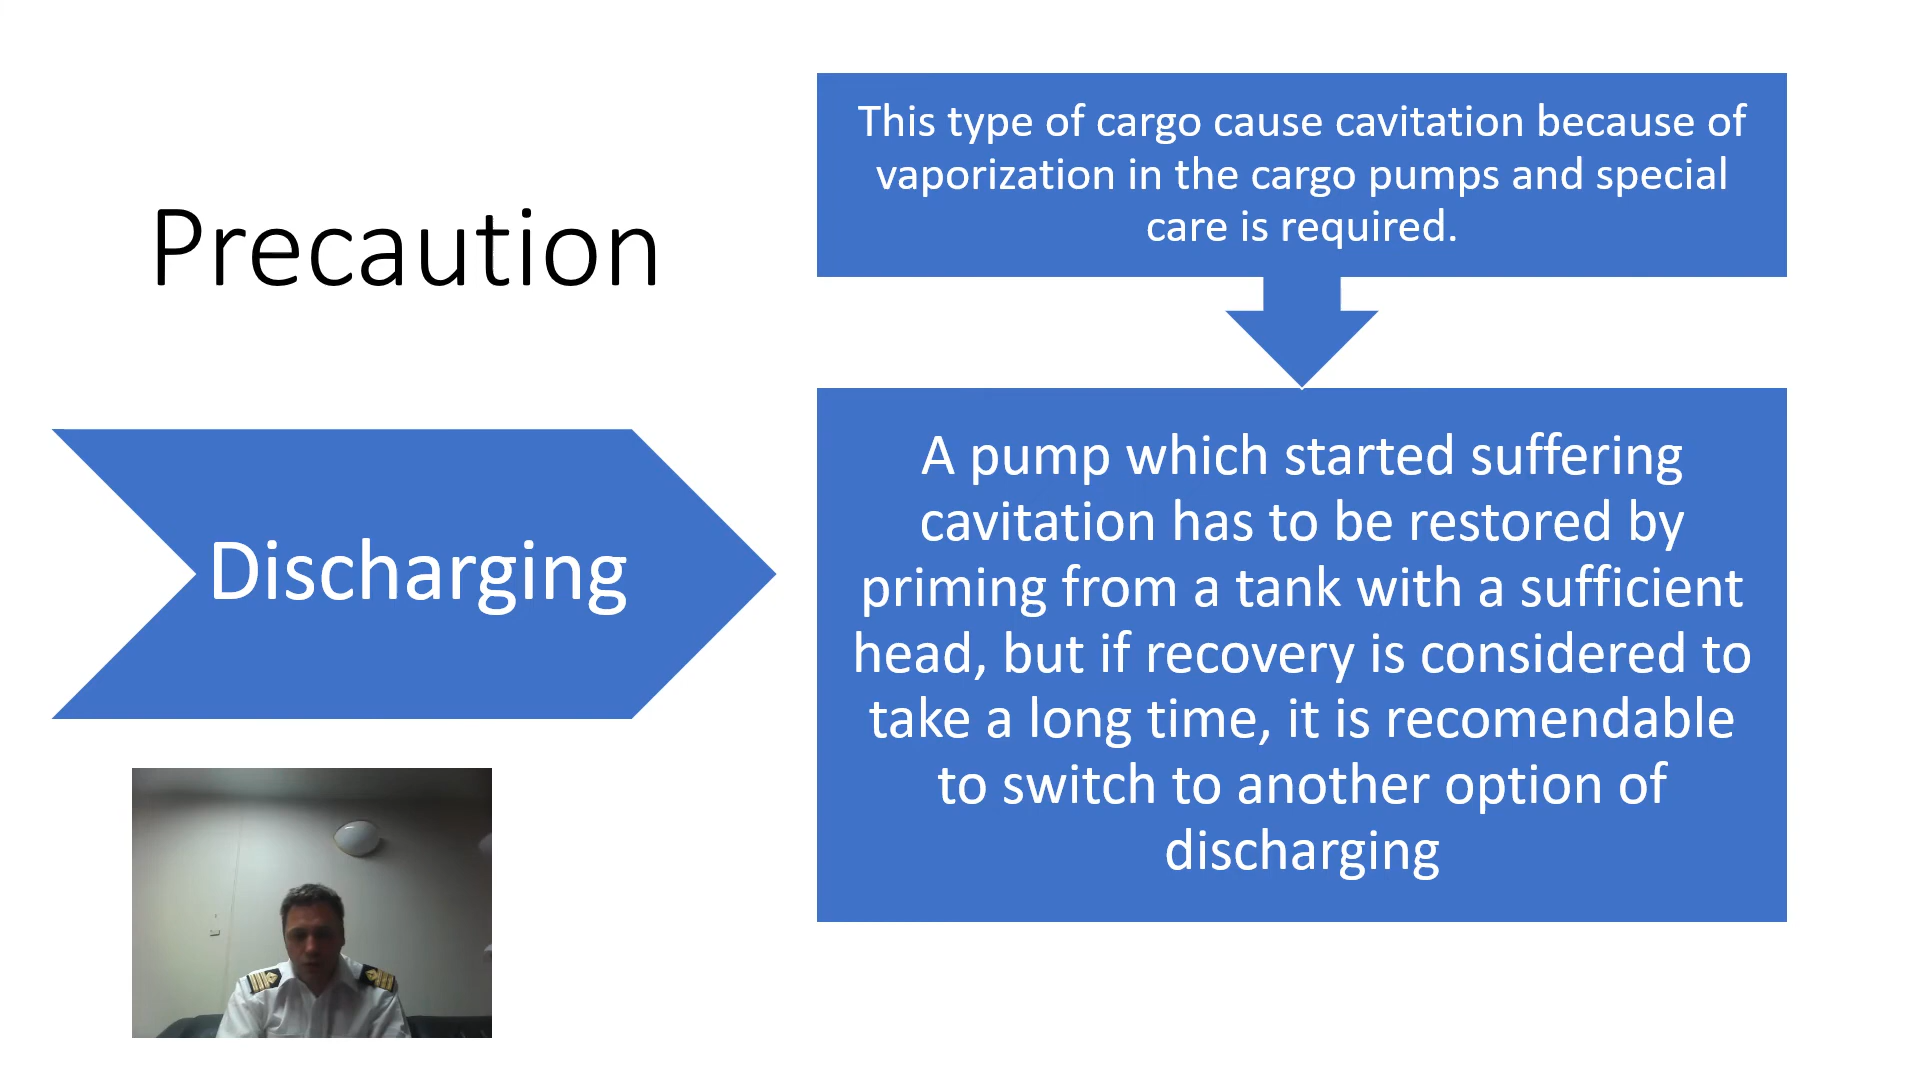 Precaution
Discharging
This type of cargo cause cavitation because of
vaporization in the cargo pumps and special
care is required.
A pump which started suffering
cavitation has to be restored by
priming from a tank with a sufficient
head, but if recovery is considered to
take a long time, it is recomendable
to switch to another option of
discharging